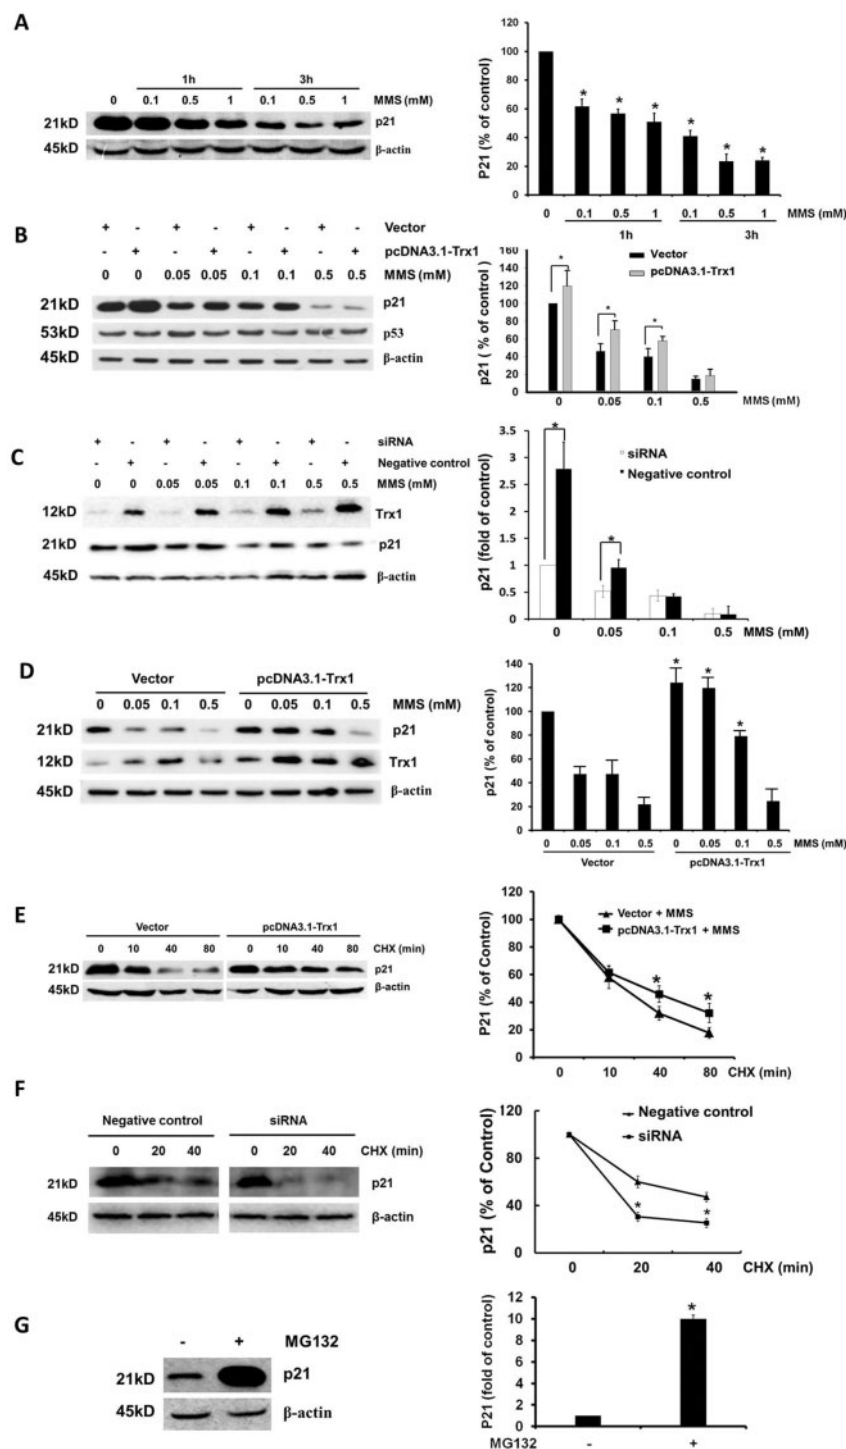 A
1h 3h
0 0.1 0.5 1 0.1 0.5 1 MMS (mM)
21kD p21
45kD β-actin
P21 (% of control)
120
100
80
60
40
20
0
* * * * * *
0 0.1 0.5 1 0.1 0.5 1 MMS (mM)
1h 3h
B
+ - + - + - + - Vector
- + - + - + - + pcDNA3.1-Trx1
0 0 0.05 0.05 0.1 0.1 0.5 0.5 MMS (mM)
21kD p21
53kD p53
45kD β-actin
p21 ( % of control)
160
140
120
100
80
60
40
20
0
Vector
pcDNA3.1-Trx1
* * *
0 0.05 0.1 0.5 MMS (mM)
C
+ - + - + - + - siRNA
- + - + - + - + Negative control
0 0 0.05 0.05 0.1 0.1 0.5 0.5 MMS (mM)
12kD Trx1
21kD p21
45kD β-actin
p21 (fold of control)
3.5
3
2.5
2
1.5
1
0.5
0
siRNA
Negative control
* *
0 0.05 0.1 0.5 MMS (mM)
D
Vector pcDNA3.1-Trx1
0 0.05 0.1 0.5 0 0.05 0.1 0.5 MMS (mM)
21kD p21
12kD Trx1
45kD β-actin
p21 (% of control)
140
120
100
80
60
40
20
0
* * *
0 0.05 0.1 0.5 0 0.05 0.1 0.5 MMS (mM)
Vector pcDNA3.1-Trx1
E
Vector pcDNA3.1-Trx1
0 10 40 80 0 10 40 80 CHX (min)
21kD p21
45kD β-actin
P21 (% of Control)
120
100
80
60
40
20
0
Vector + MMS
pcDNA3.1-Trx1 + MMS
* *
0 10 40 80 CHX (min)
F
Negative control siRNA
0 20 40 0 20 40 CHX (min)
21kD p21
45kD β-actin
p21 (% of Control)
120
80
40
0
Negative control
siRNA
* *
0 20 40 CHX (min)
G
- + MG132
21kD p21
45kD β-actin
P21 (fold of control)
12
10
8
6
4
2
0
*
MG132 - +